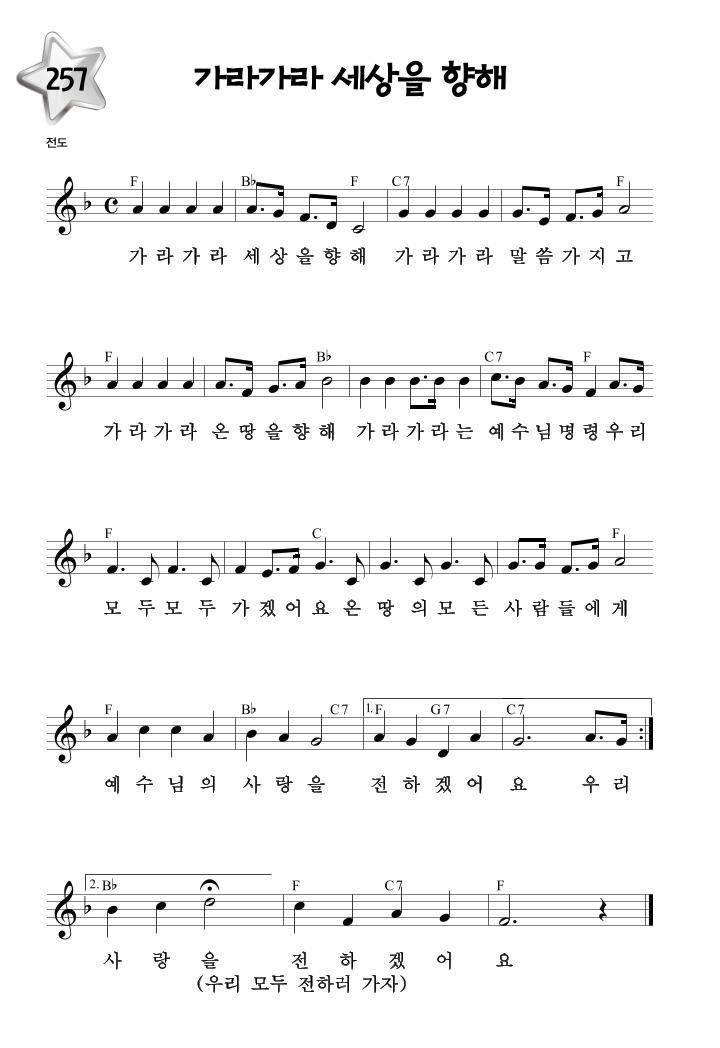 257
가라가라 세상을 향해
전도
F B♭ F C7 F
가 라 가 라 세 상 을 향 해 가 라 가 라 말 씀 가 지 고
F B♭ C7 F
가 라 가 라 온 땅 을 향 해 가 라 가 라 는 예 수 님 명 령 우 리
F C F
모 두 모 두 가 겠 어 요 온 땅 의 모 든 사 람 들 에 게
F B♭ C7 1. F G7 C7
예 수 님 의 사 랑 을 전 하 겠 어 요 우 리
2. B♭ F C7 F
사 랑 을 전 하 겠 어 요
(우리 모두 전하러 가자)